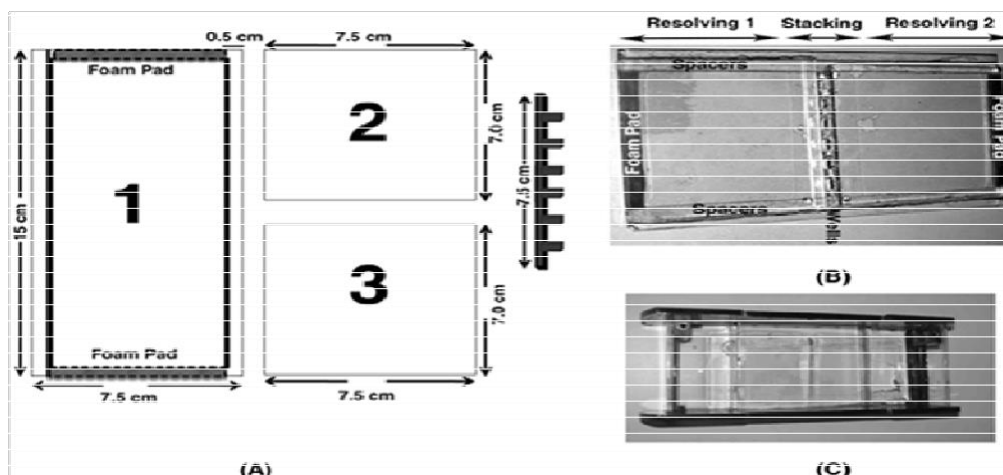 0.5 cm
7.5 cm
Foam Pad
1
15 cm
Foam Pad
7.5 cm
2
7.0 cm
3
7.0 cm
7.5 cm
7.5 cm
(A)
Resolving 1 Stacking Resolving 2
Spacers
Foam Pad
Foam Pad
Spacers
Wells
(B)
(C)